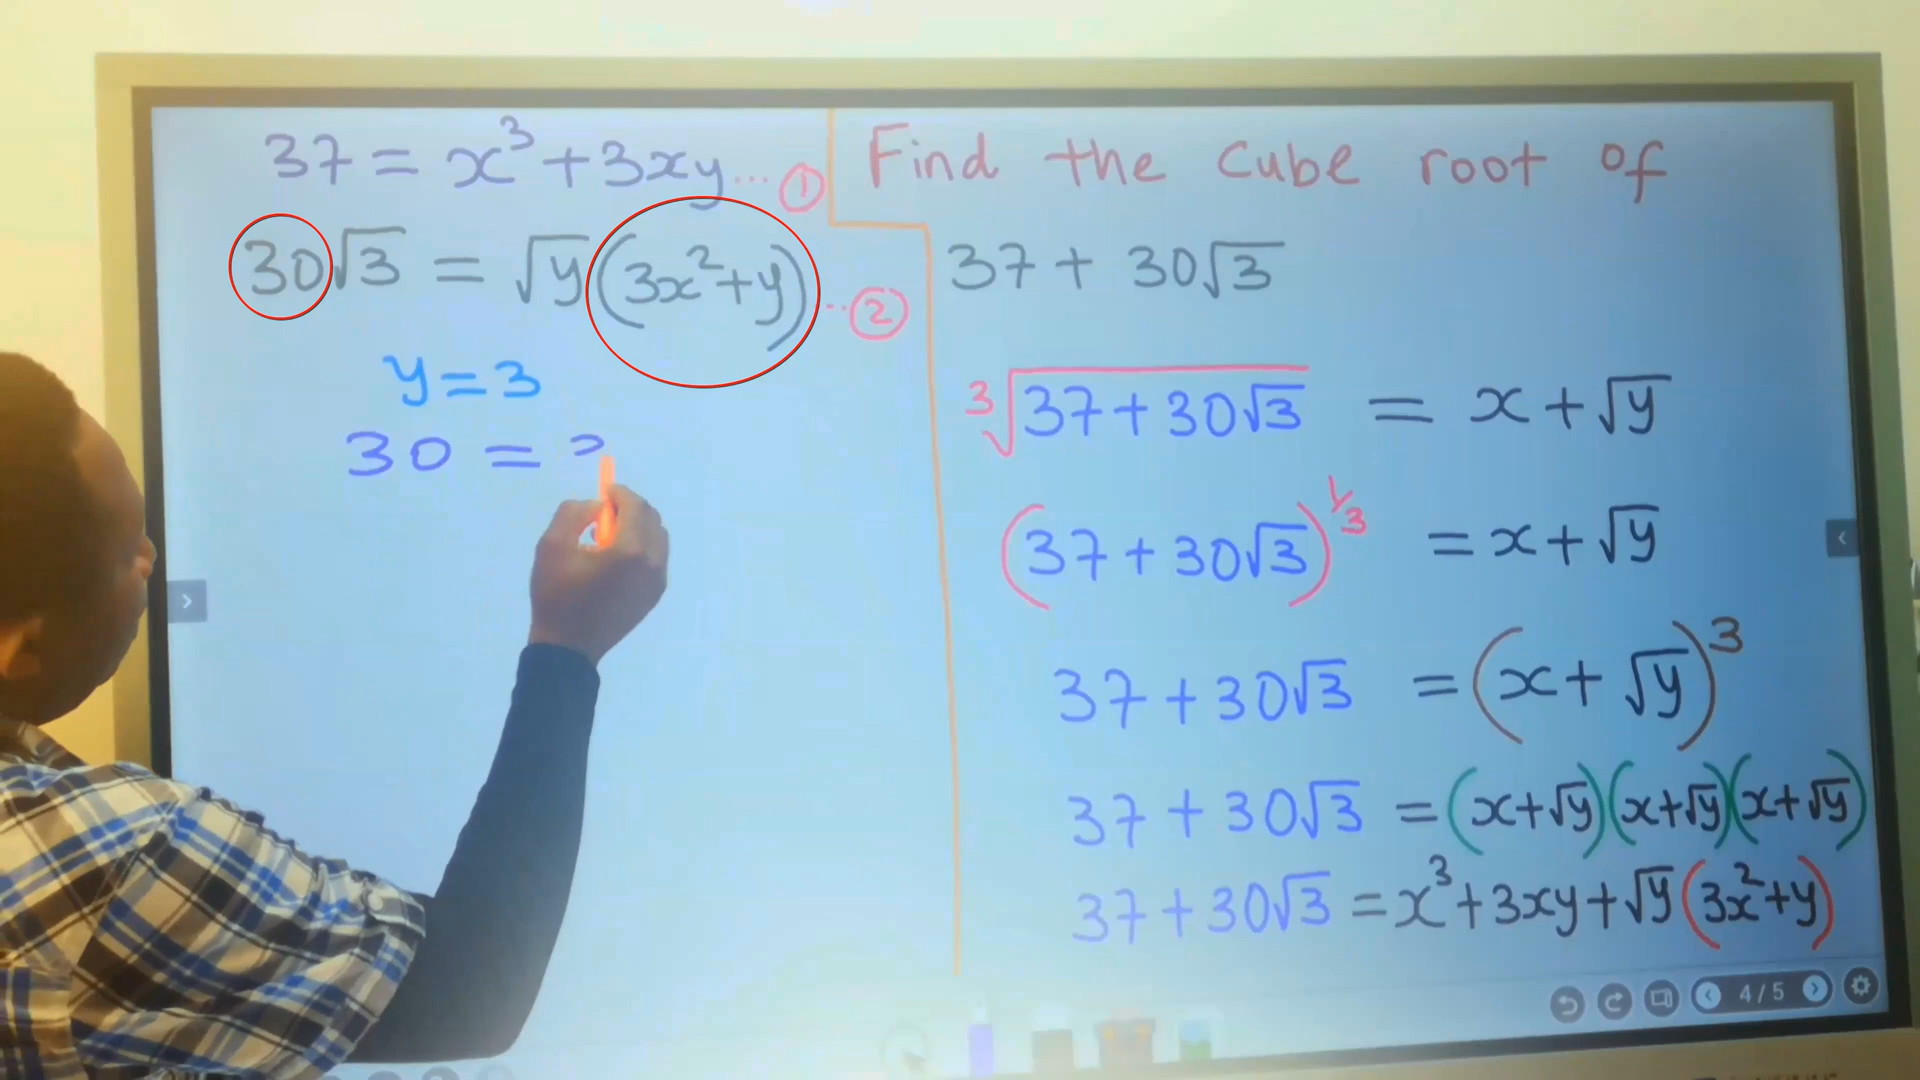 37 = x³ + 3xy ... ①
30√3 = √y (3x² + y) ... ②
y = 3
30 =
Find the cube root of
37 + 30√3
³√37 + 30√3 = x + √y
(37 + 30√3)^1/3 = x + √y
37 + 30√3 = (x + √y)³
37 + 30√3 = (x+√y)(x+√y)(x+√y)
37 + 30√3 = x³ + 3xy + √y (3x² + y)
4 / 5